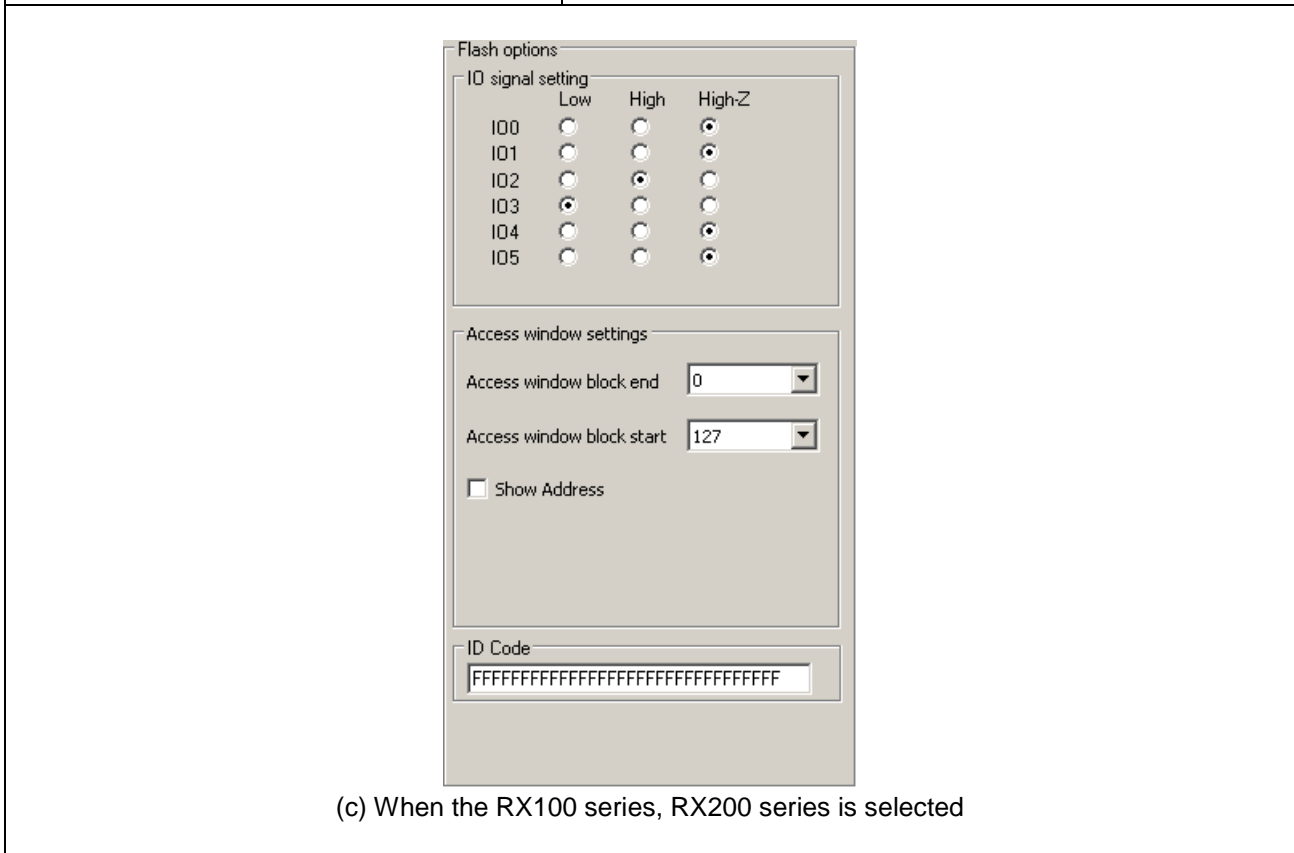 Flash options
IO signal setting
Low High High-Z
IO0
IO1
IO2
IO3
IO4
IO5
Access window settings
Access window block end 0
Access window block start 127
Show Address
ID Code
FFFFFFFFFFFFFFFFFFFFFFFFFFFFFFFF
(c) When the RX100 series, RX200 series is selected